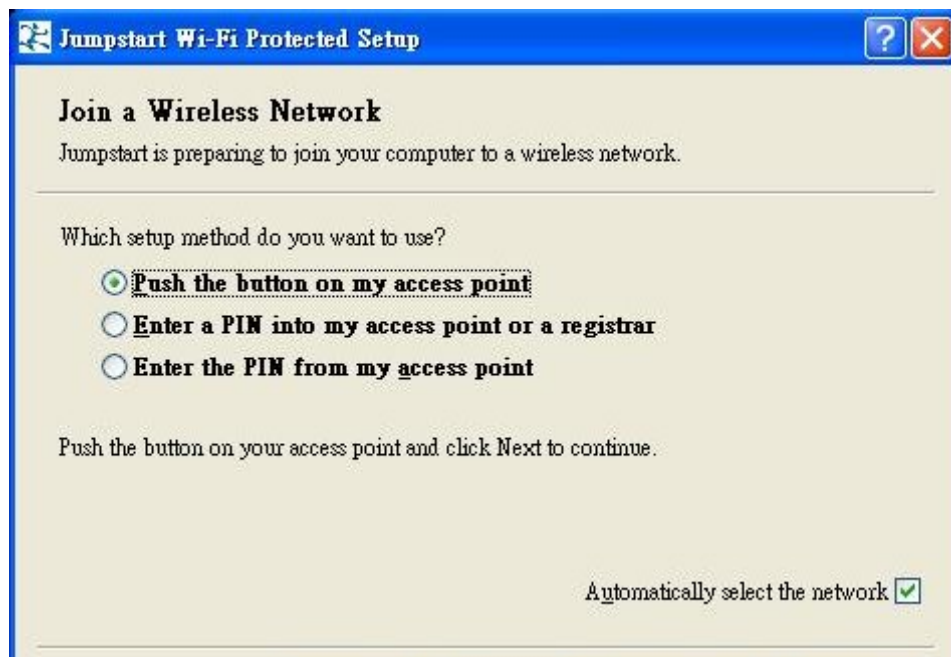 Jumpstart Wi-Fi Protected Setup
Join a Wireless Network
Jumpstart is preparing to join your computer to a wireless network.
Which setup method do you want to use?
Push the button on my access point
Enter a PIN into my access point or a registrar
Enter the PIN from my access point
Push the button on your access point and click Next to continue.
Automatically select the network